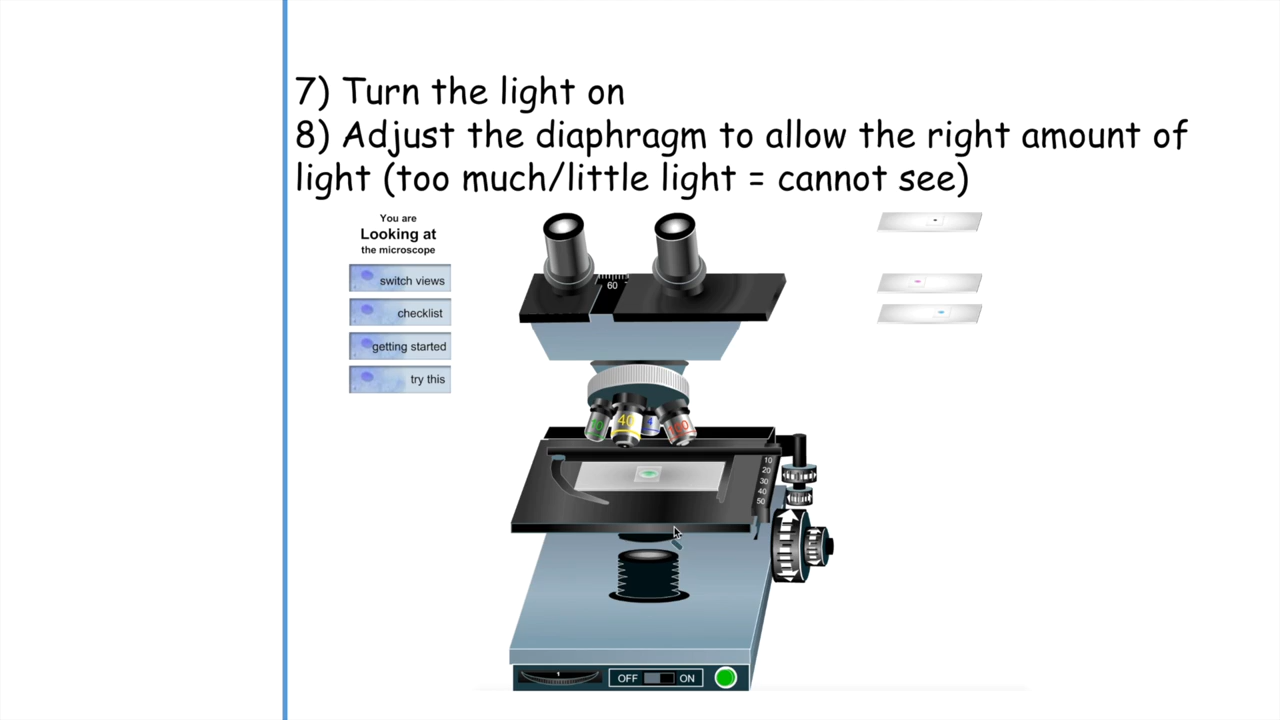 7) Turn the light on
8) Adjust the diaphragm to allow the right amount of
light (too much/little light = cannot see)
You are
Looking at
the microscope
switch views
checklist
getting started
try this
60
40
4
100
10
20
30
40
50
1
OFF ON